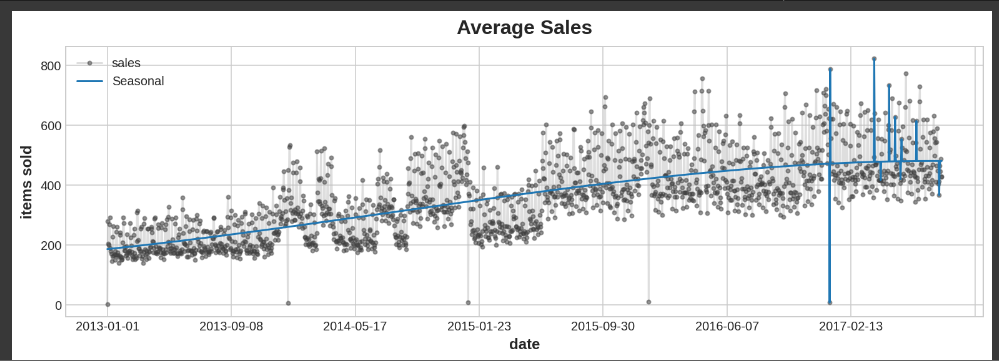 Average Sales
sales
Seasonal
items sold
800
600
400
200
0
2013-01-01
2013-09-08
2014-05-17
2015-01-23
2015-09-30
2016-06-07
2017-02-13
date